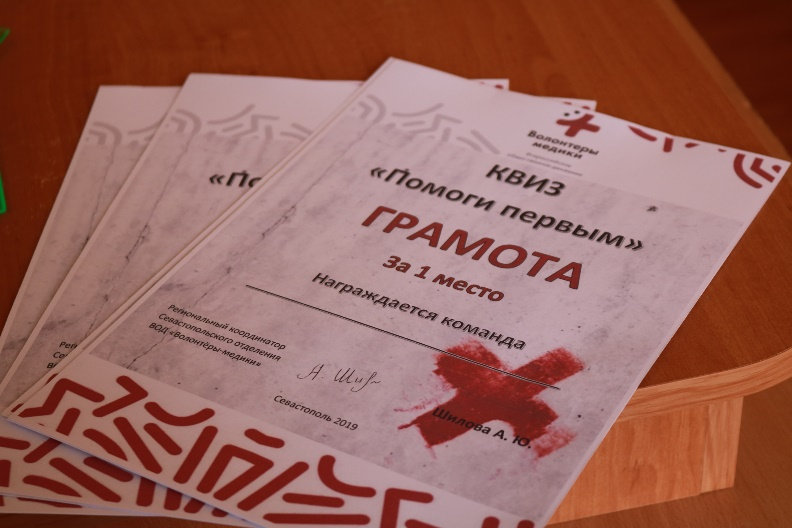 Волонтеры
медики
КВИЗ
«Помоги первым»
ГРАМОТА
За 1 место
Награждается команда
Региональный координатор
Севастопольского отделения
ВОД «Волонтёры-медики»
Шилова А. Ю.
Севастополь 2019